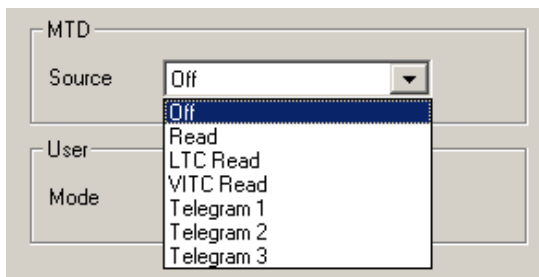 MTD
Source Off
Off
Read
LTC Read
VITC Read
Telegram 1
Telegram 2
Telegram 3
User
Mode